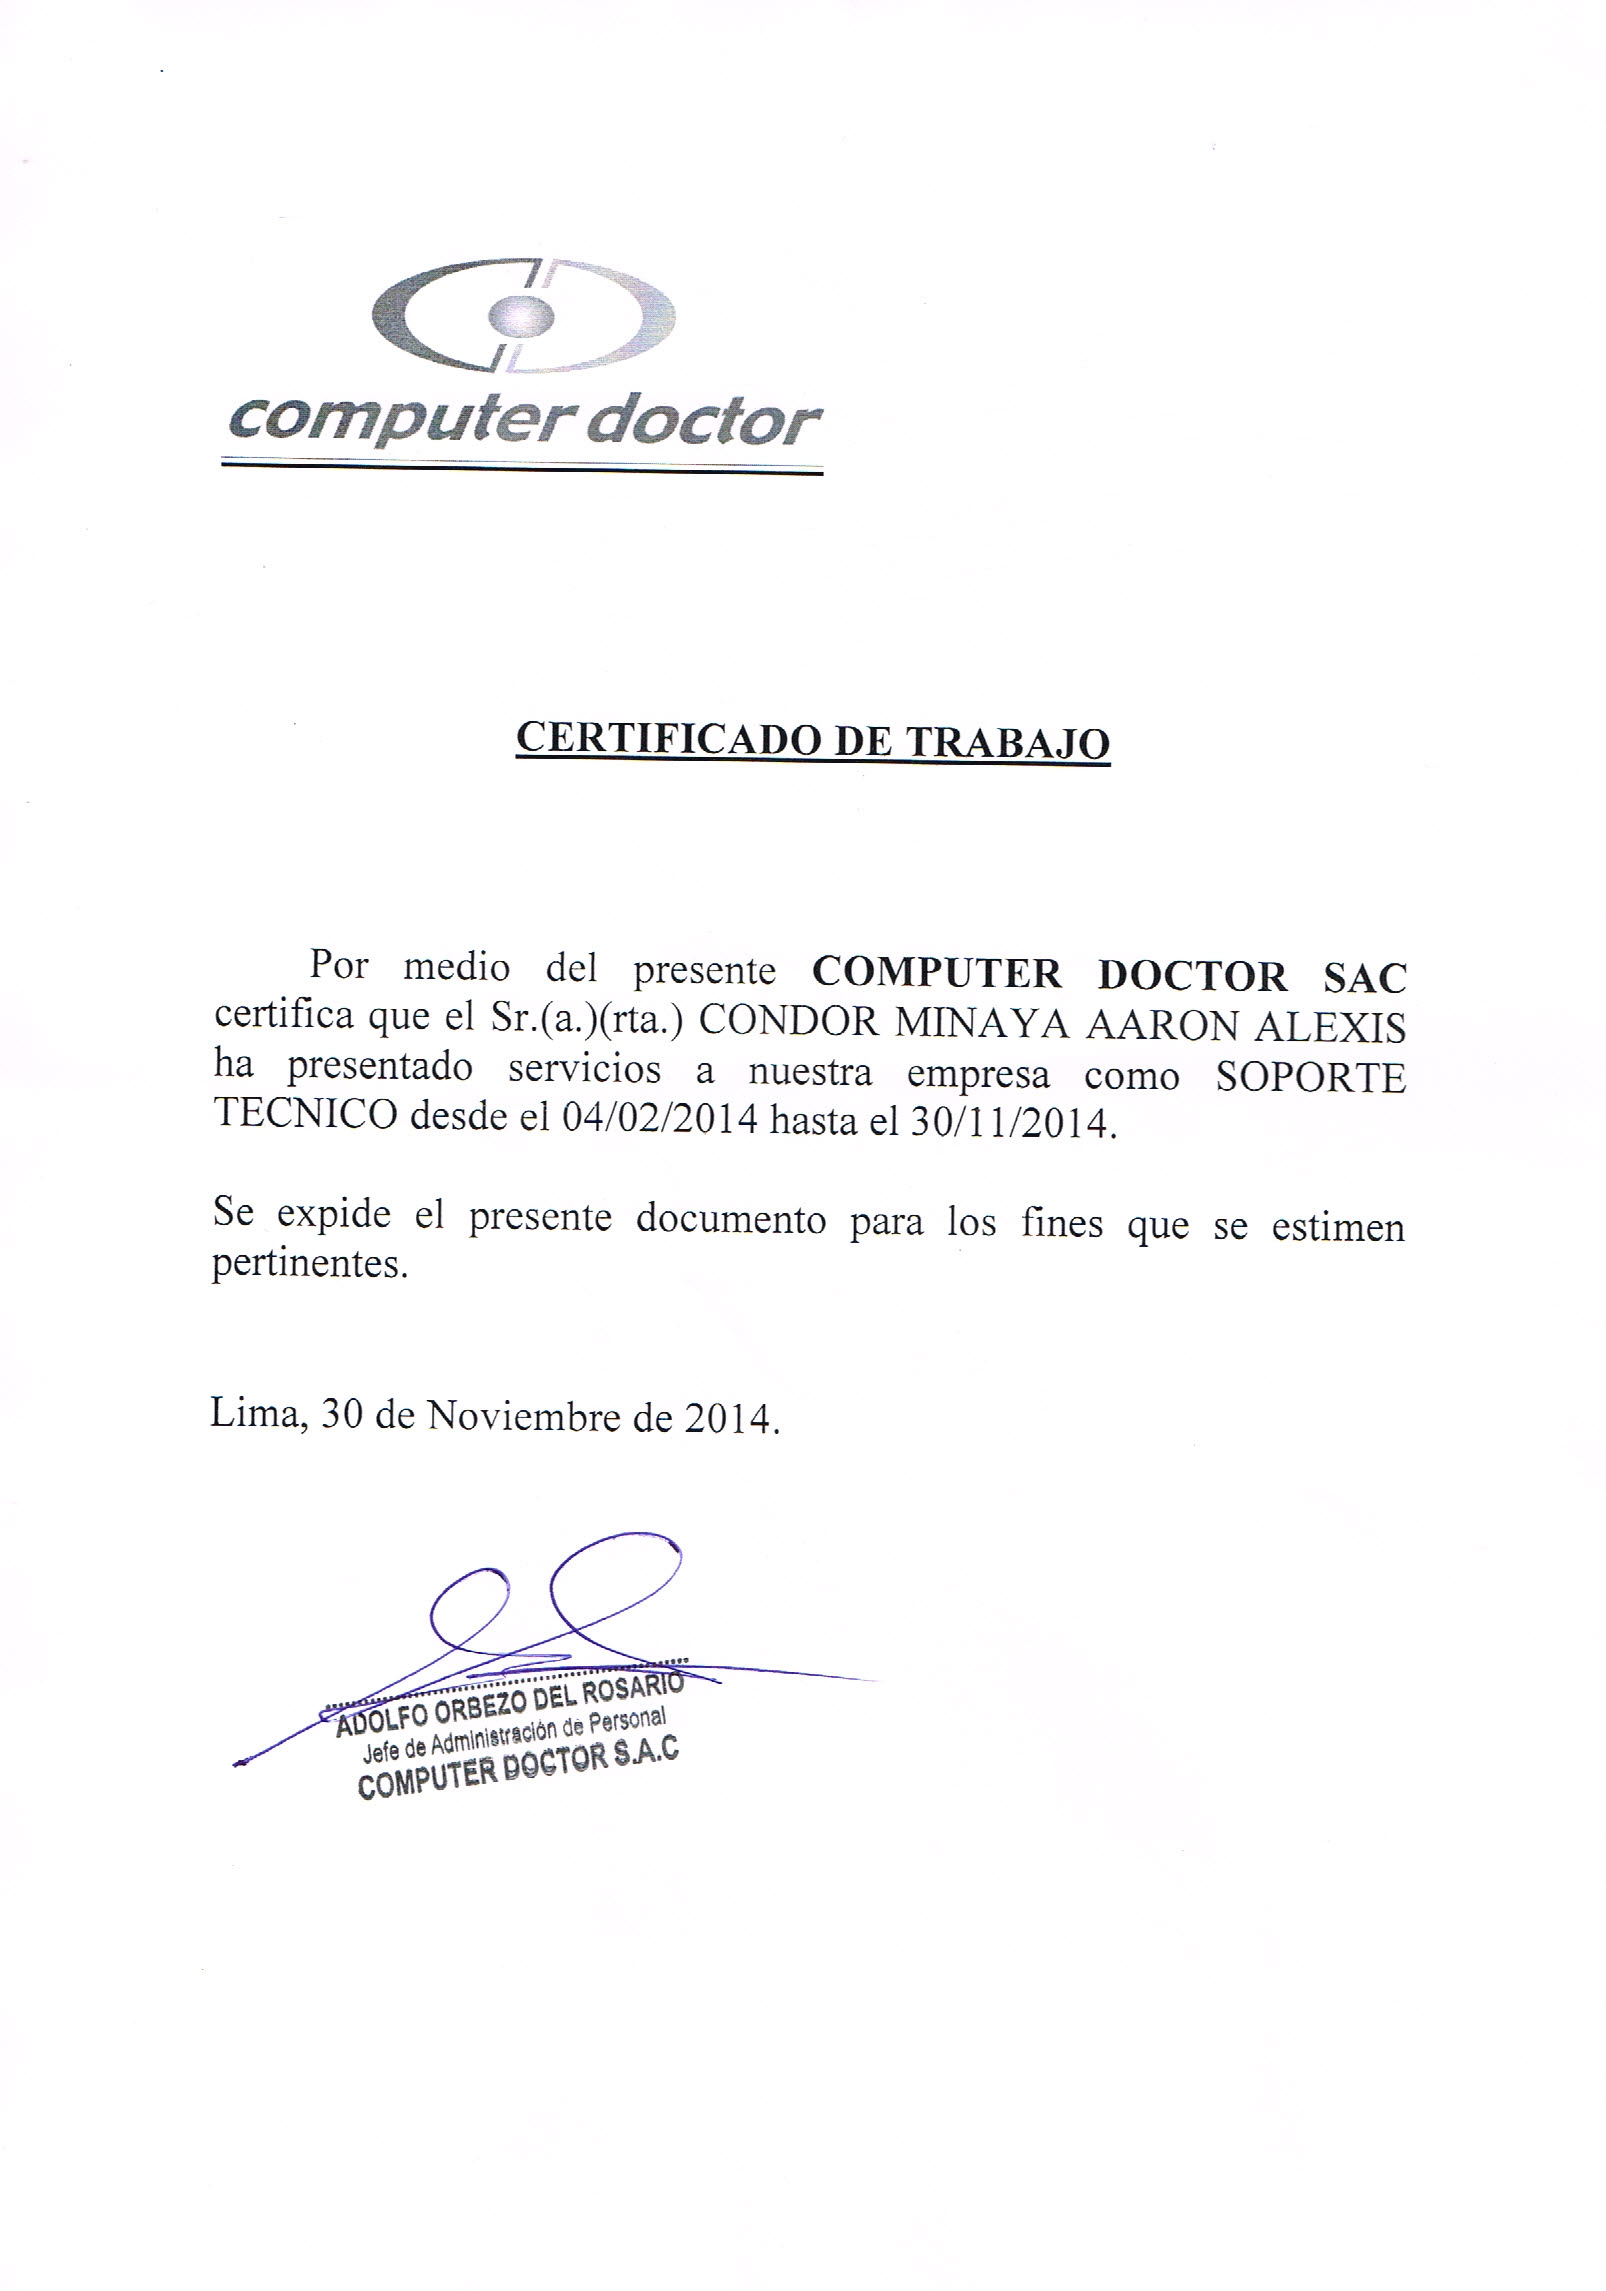 computer doctor
CERTIFICADO DE TRABAJO
Por medio del presente COMPUTER DOCTOR SAC
certifica que el Sr.(a.)(rta.) CONDOR MINAYA AARON ALEXIS
ha presentado servicios a nuestra empresa como SOPORTE
TECNICO desde el 04/02/2014 hasta el 30/11/2014.
Se expide el presente documento para los fines que se estimen
pertinentes.
Lima, 30 de Noviembre de 2014.
ADOLFO ORBEZO DEL ROSARIO
Jefe de Administración de Personal
COMPUTER DOCTOR S.A.C